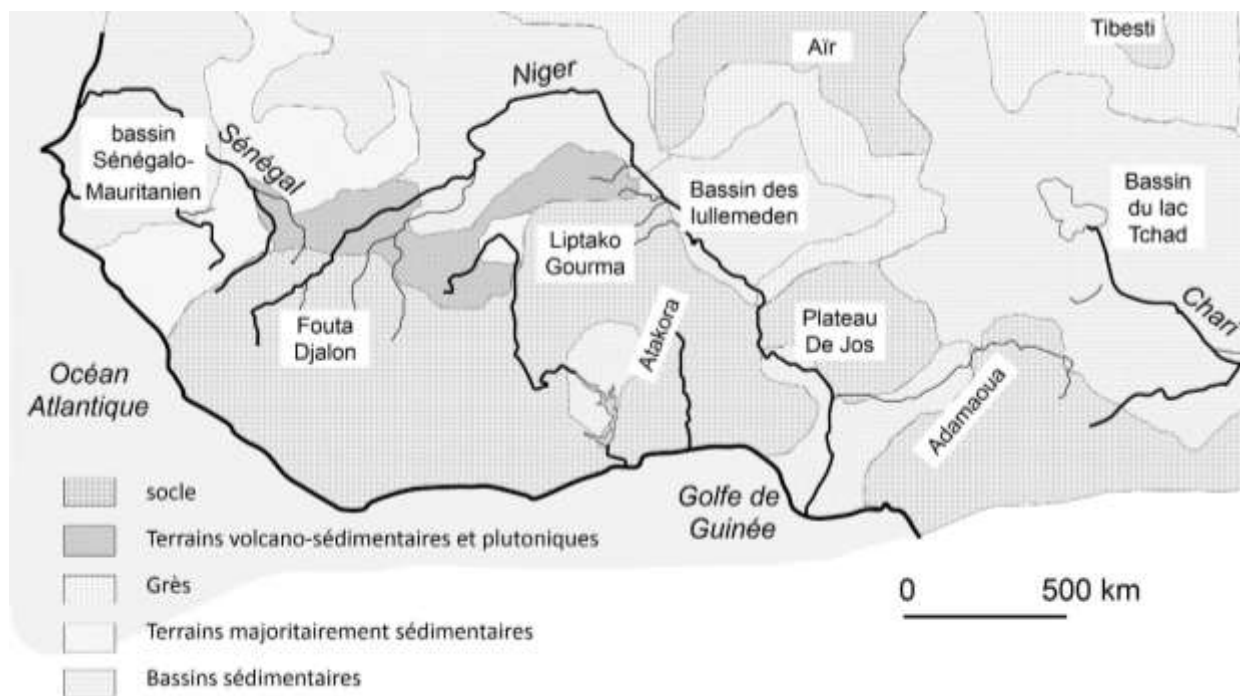 Tibesti
Aïr
Niger
bassin
Sénégalo-
Mauritanien
Sénégal
Bassin des
Iullemeden
Bassin
du lac
Tchad
Liptako
Gourma
Chari
Fouta
Djalon
Atakora
Plateau
De Jos
Océan
Atlantique
Adamaoua
Golfe de
Guinée
socle
Terrains volcano-sédimentaires et plutoniques
Grès
Terrains majoritairement sédimentaires
Bassins sédimentaires
0 500 km